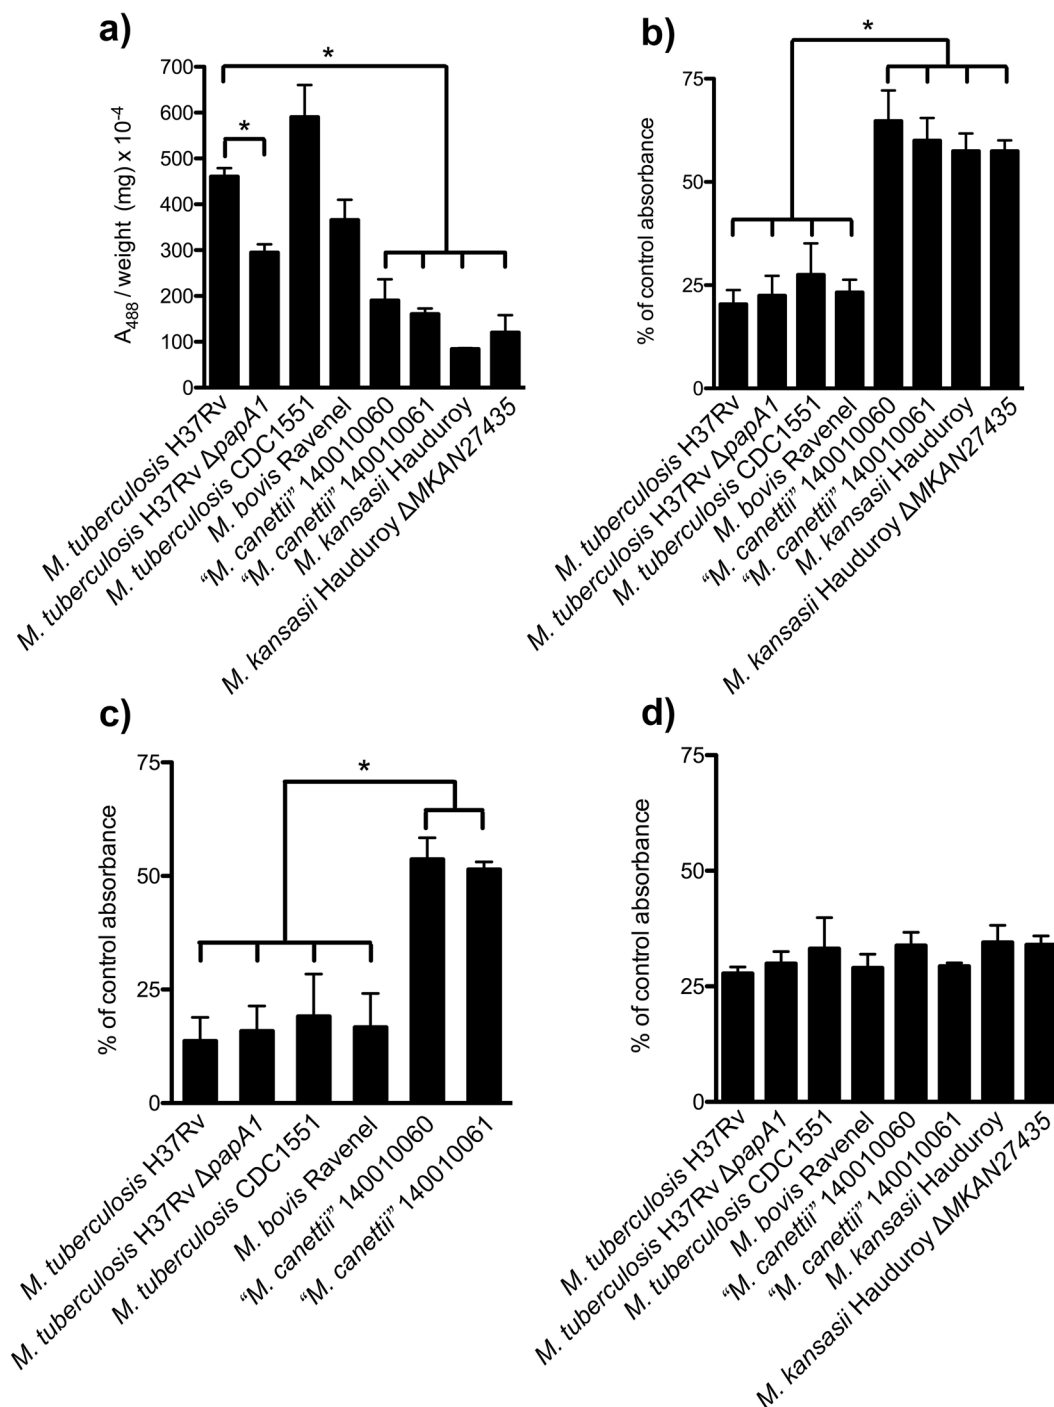 a)
*
*
A488 / weight (mg) x 10-4
700
600
500
400
300
200
100
0
M. tuberculosis H37Rv
M. tuberculosis H37Rv ΔpapA1
M. tuberculosis CDC1551
M. bovis Ravenel
“M. canettii” 140010060
“M. canettii” 140010061
M. kansasii Hauduroy
M. kansasii Hauduroy ΔMKAN27435
b)
*
% of control absorbance
75
50
25
0
M. tuberculosis H37Rv
M. tuberculosis H37Rv ΔpapA1
M. tuberculosis CDC1551
M. bovis Ravenel
“M. canettii” 140010060
“M. canettii” 140010061
M. kansasii Hauduroy
M. kansasii Hauduroy ΔMKAN27435
c)
*
% of control absorbance
75
50
25
0
M. tuberculosis H37Rv
M. tuberculosis H37Rv ΔpapA1
M. tuberculosis CDC1551
M. bovis Ravenel
“M. canettii” 140010060
“M. canettii” 140010061
d)
% of control absorbance
75
50
25
0
M. tuberculosis H37Rv
M. tuberculosis H37Rv ΔpapA1
M. tuberculosis CDC1551
M. bovis Ravenel
“M. canettii” 140010060
“M. canettii” 140010061
M. kansasii Hauduroy
M. kansasii Hauduroy ΔMKAN27435